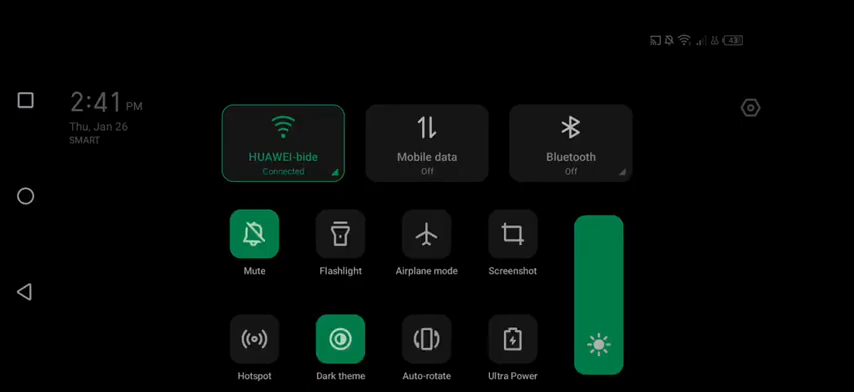 43
2:41 PM
Thu, Jan 26
SMART
HUAWEI-bide
Connected
Mobile data
Off
Bluetooth
Off
Mute
Flashlight
Airplane mode
Screenshot
Hotspot
Dark theme
Auto-rotate
Ultra Power